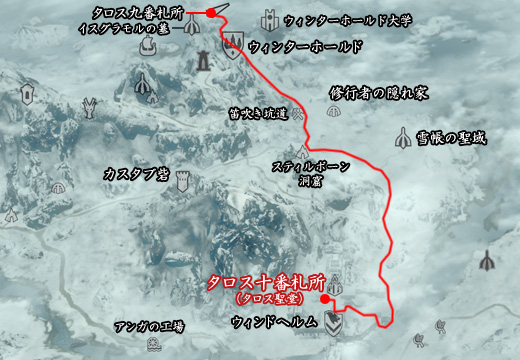 タロス九番札所
イスグラモルの墓
ウィンターホールド大学
ウィンターホールド
修行者の隠れ家
笛吹き坑道
雪帳の聖域
スティルボーン
洞窟
カスタブ砦
タロス十番札所
(タロス聖堂)
ウィンドヘルム
アンガの工場